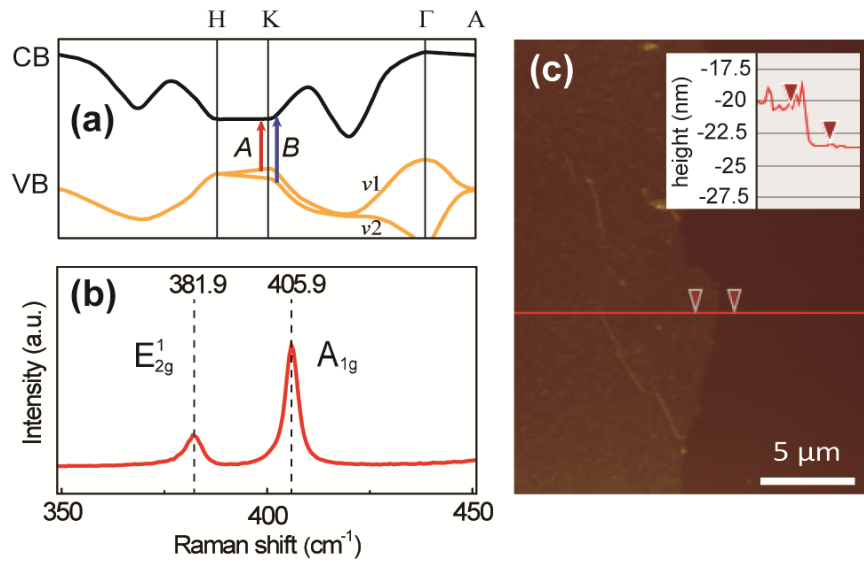 H K Γ A
CB
(a)
A B
VB
v1
v2
(b)
381.9 405.9
E¹₂g
A₁g
Intensity (a.u.)
350 400 450
Raman shift (cm⁻¹)
(c)
-17.5
-20
-22.5
-25
-27.5
height (nm)
5 μm